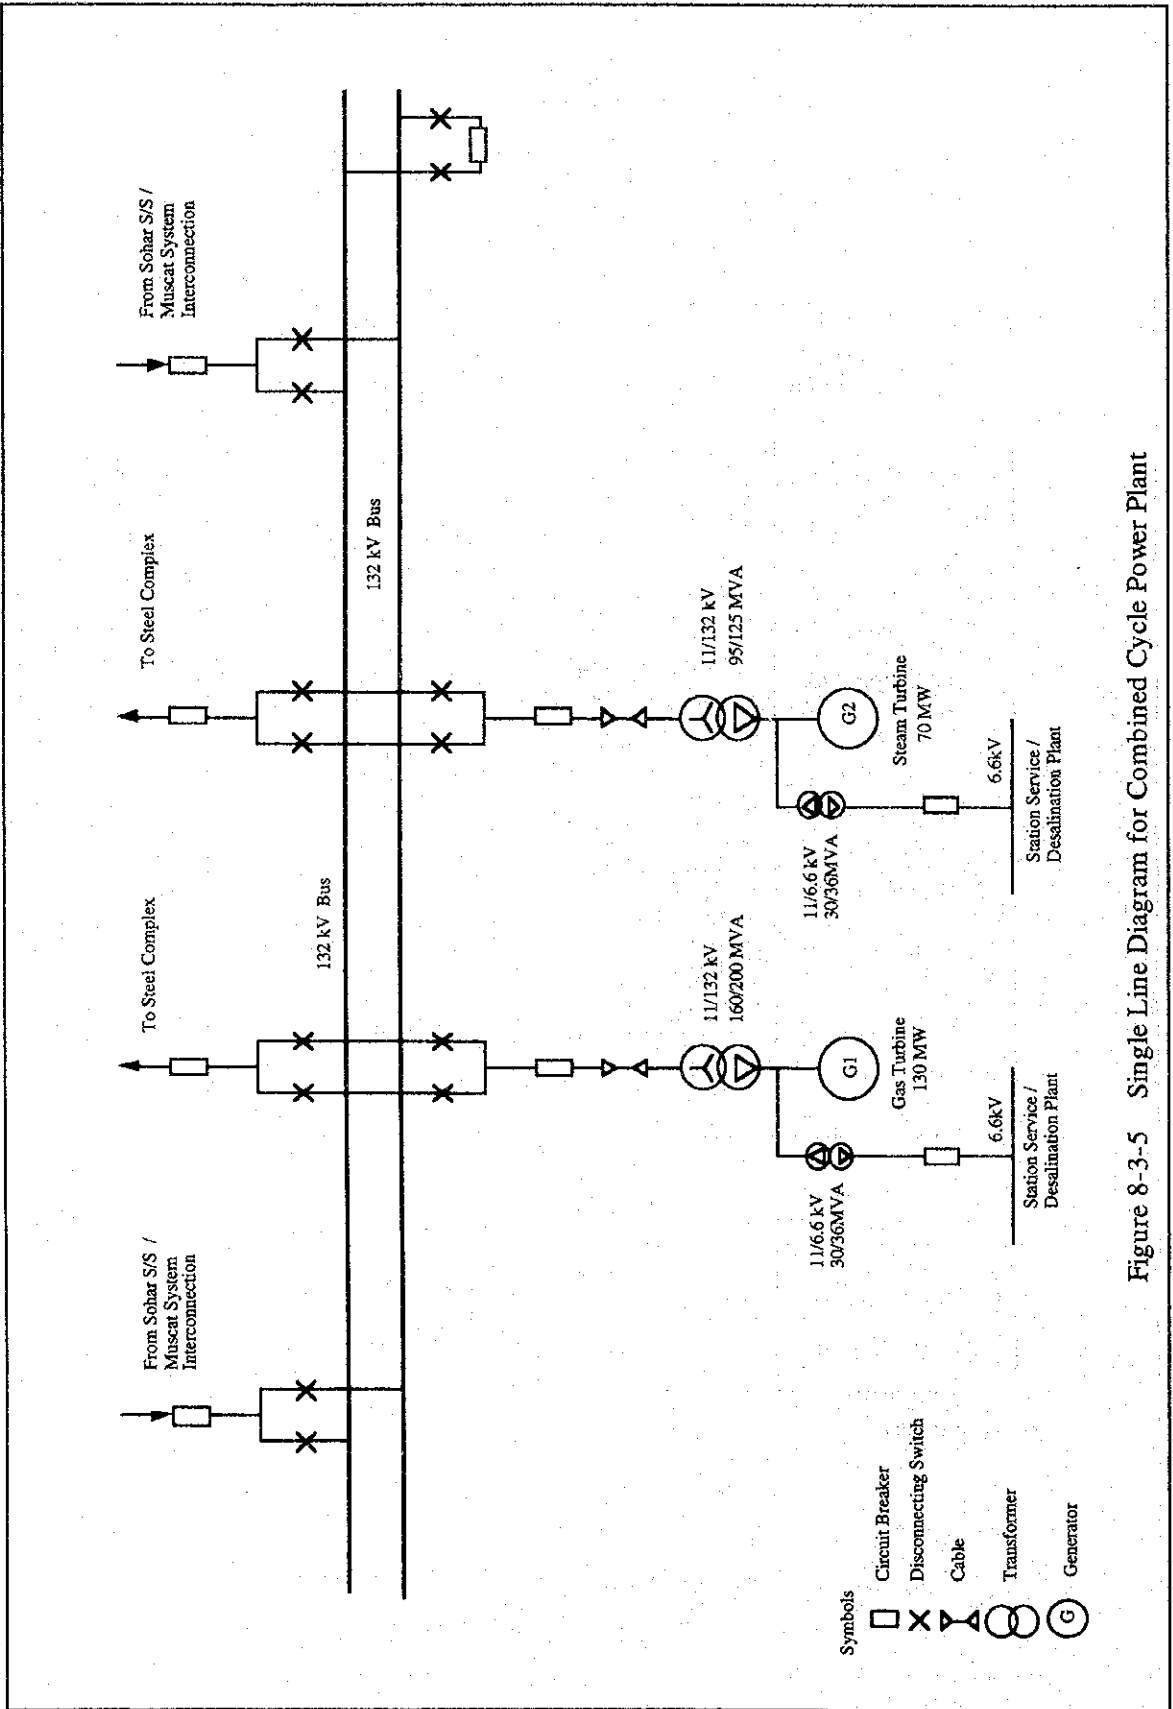 From Sohar S/S /
Muscat System
Interconnection
To Steel Complex
To Steel Complex
From Sohar S/S /
Muscat System
Interconnection
132 kV Bus
132 kV Bus
11/132 kV
160/200 MVA
11/132 kV
95/125 MVA
11/6.6 kV
30/36MVA
G1
Gas Turbine
130 MW
11/6.6 kV
30/36MVA
G2
Steam Turbine
70 MW
6.6kV
Station Service /
Desalination Plant
6.6kV
Station Service /
Desalination Plant
Symbols
Circuit Breaker
Disconnecting Switch
Cable
Transformer
G
Generator
Figure 8-3-5 Single Line Diagram for Combined Cycle Power Plant